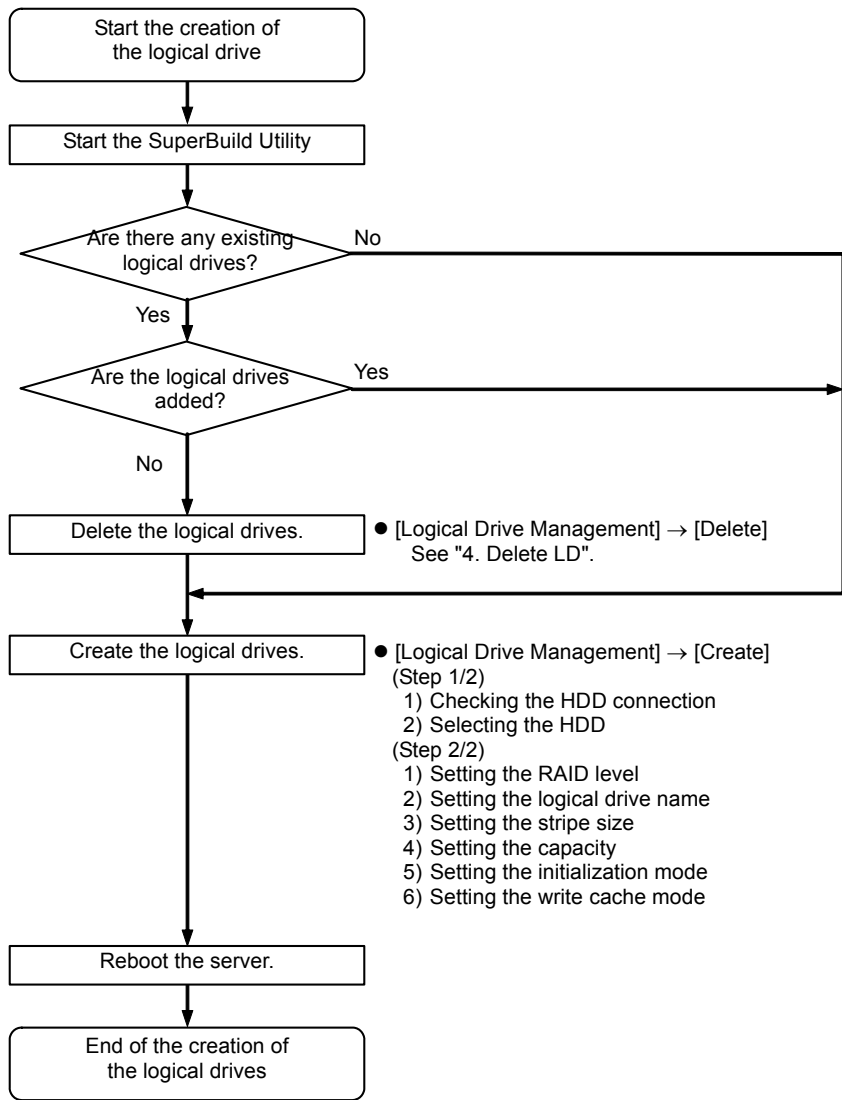 Start the creation of
the logical drive
Start the SuperBuild Utility
Are there any existing
logical drives?
No
Yes
Are the logical drives
added?
Yes
No
Delete the logical drives.
● [Logical Drive Management] → [Delete]
See "4. Delete LD".
Create the logical drives.
● [Logical Drive Management] → [Create]
(Step 1/2)
1) Checking the HDD connection
2) Selecting the HDD
(Step 2/2)
1) Setting the RAID level
2) Setting the logical drive name
3) Setting the stripe size
4) Setting the capacity
5) Setting the initialization mode
6) Setting the write cache mode
Reboot the server.
End of the creation of
the logical drives